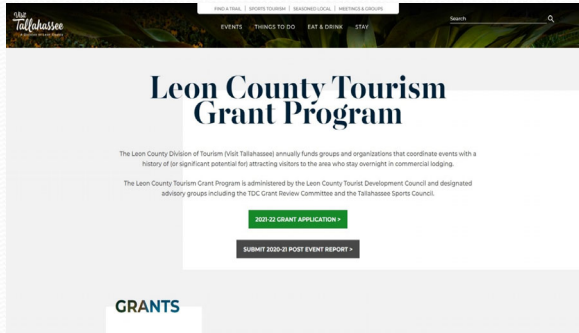 FIND A TRAIL | SPORTS TOURISM | SEASONED LOCAL | MEETINGS & GROUPS
Visit
Tallahassee
EVENTS THINGS TO DO EAT & DRINK STAY
Search
Leon County Tourism
Grant Program
The Leon County Division of Tourism (Visit Tallahassee) annually funds groups and organizations that coordinate events with a
history of (or significant potential for) attracting visitors to the area who stay overnight in commercial lodging.
The Leon County Tourism Grant Program is administered by the Leon County Tourist Development Council and designated
advisory groups including the TDC Grant Review Committee and the Tallahassee Sports Council.
2021-22 GRANT APPLICATION >
SUBMIT 2020-21 POST EVENT REPORT >
GRANTS